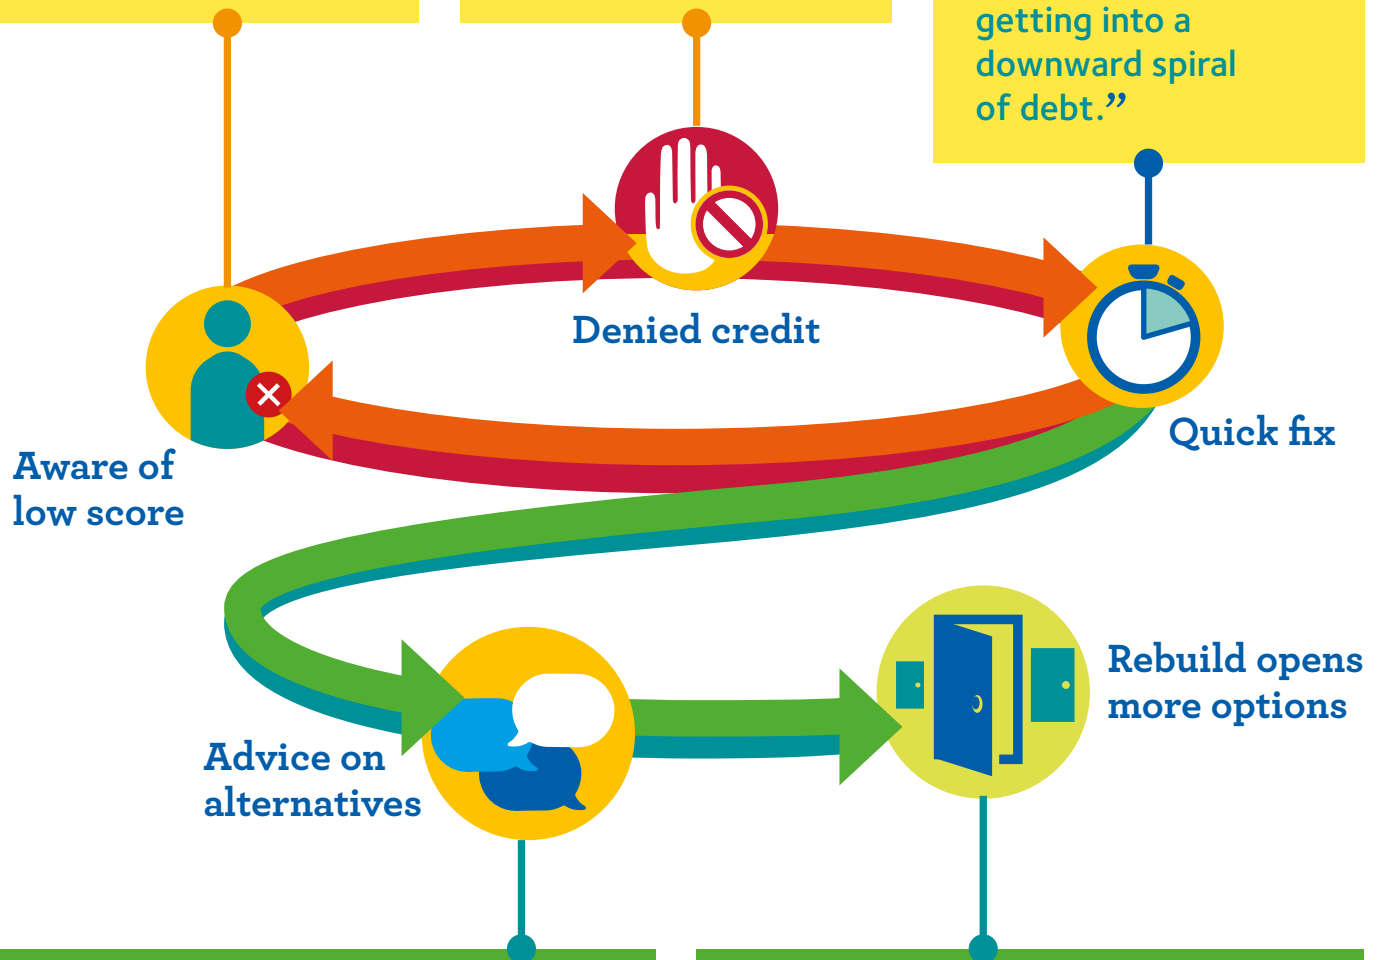 getting into a
downward spiral
of debt.”
Denied credit
Quick fix
Aware of
low score
Rebuild opens
more options
Advice on
alternatives